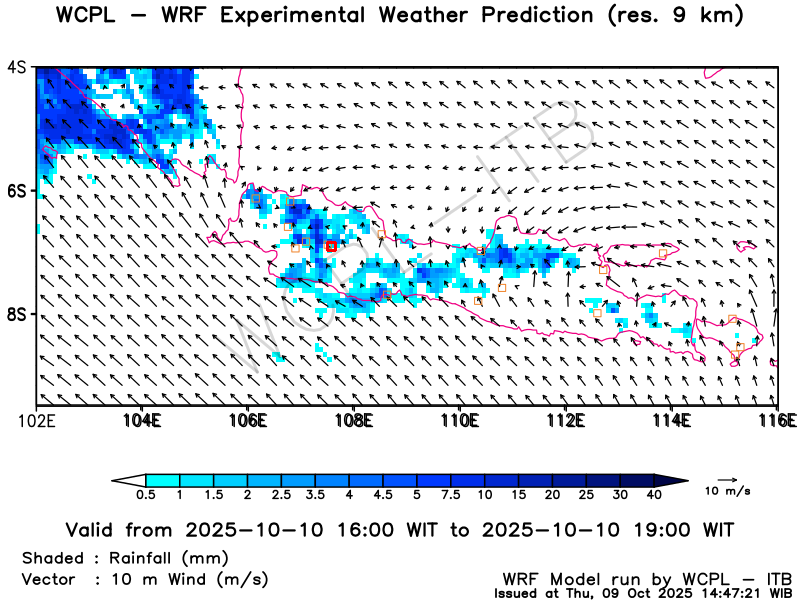 WCPL − WRF Experimental Weather Prediction (res. 9 km)
4S
6S
8S
WCPL−ITB
102E 104E 106E 108E 110E 112E 114E 116E
0.5 1 1.5 2 2.5 3.5 4 4.5 5 7.5 10 15 20 25 30 40
10 m/s
Valid from 2025−10−10 16:00 WIT to 2025−10−10 19:00 WIT
Shaded : Rainfall (mm)
Vector : 10 m Wind (m/s)
WRF Model run by WCPL − ITB
Issued at Thu, 09 Oct 2025 14:47:21 WIB